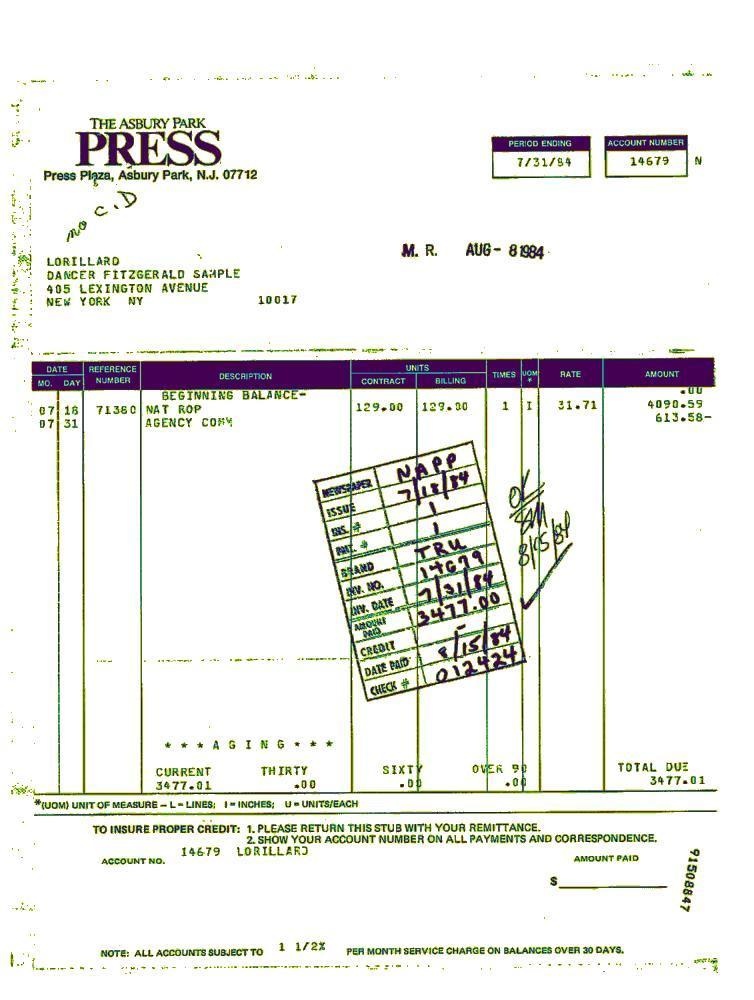 THE ASBURY PARK
PRESS
Press Plaza, Asbury Park, N.J. 07712
PERIOD ENDING
7/31/84
ACCOUNT NUMBER
14679 N
no C.D
M. R. AUG - 8 1984
LORILLARD
DANCER FITZGERALD SAMPLE
405 LEXINGTON AVENUE
NEW YORK NY 10017
DATE REFERENCE NUMBER DESCRIPTION UNITS TIMES UOM * RATE AMOUNT
MO. DAY CONTRACT BILLING
BEGINNING BALANCE- .00
07 18 71380 NAT ROP 129.00 129.00 1 I 31.71 4090.59
07 31 AGENCY COMM 613.58-
NEWSPAPER NAPP
ISSUE 7/18/84
INS. # 1
PMT. # 1
BRAND TRU
INV. NO. 14679
INV. DATE 7/31/84
AMOUNT PAID 3477.00
CREDIT -
DATE PAID 8/15/84
CHECK # 012424
OK
8/15/84
* * * A G I N G * * *
CURRENT THIRTY SIXTY OVER 90 TOTAL DUE
3477.01 .00 .00 .00 3477.01
*(UOM) UNIT OF MEASURE – L = LINES; I = INCHES; U = UNITS/EACH
TO INSURE PROPER CREDIT: 1. PLEASE RETURN THIS STUB WITH YOUR REMITTANCE.
2. SHOW YOUR ACCOUNT NUMBER ON ALL PAYMENTS AND CORRESPONDENCE.
14679 LORILLARD
ACCOUNT NO.
AMOUNT PAID
$
91508847
NOTE: ALL ACCOUNTS SUBJECT TO 1 1/2% PER MONTH SERVICE CHARGE ON BALANCES OVER 30 DAYS.